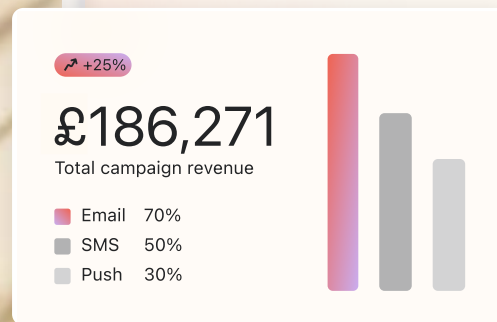 +25%
£186,271
Total campaign revenue
Email 70%
SMS 50%
Push 30%